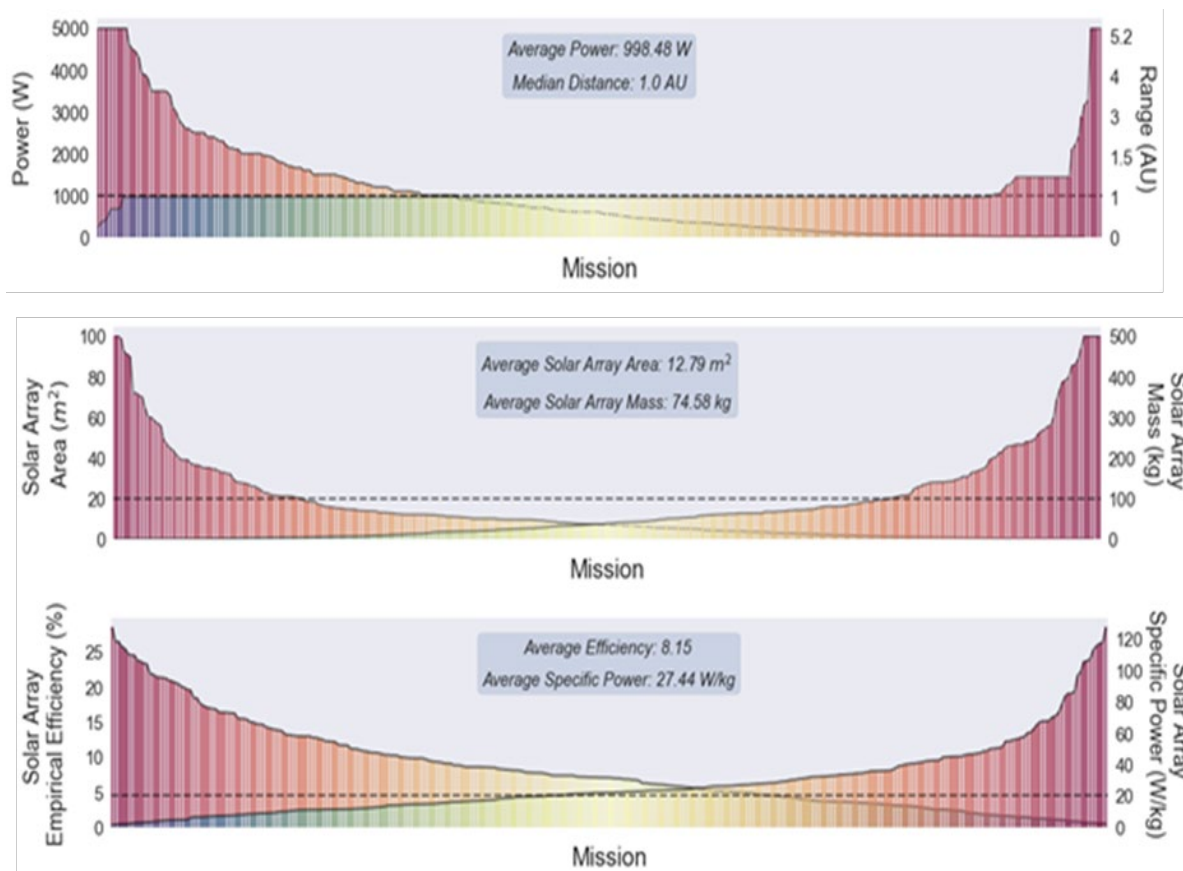 5000
4000
3000
2000
1000
0
Power (W)
Average Power: 998.48 W
Median Distance: 1.0 AU
5.2
4
3
1.5
1
0
Range (AU)
Mission
100
80
60
40
20
0
Solar Array
Area (m²)
Average Solar Array Area: 12.79 m²
Average Solar Array Mass: 74.58 kg
500
400
300
200
100
0
Solar Array
Mass (kg)
Mission
25
20
15
10
5
0
Solar Array
Empirical Efficiency (%)
Average Efficiency: 8.15
Average Specific Power: 27.44 W/kg
120
100
80
60
40
20
0
Solar Array
Specific Power (W/kg)
Mission